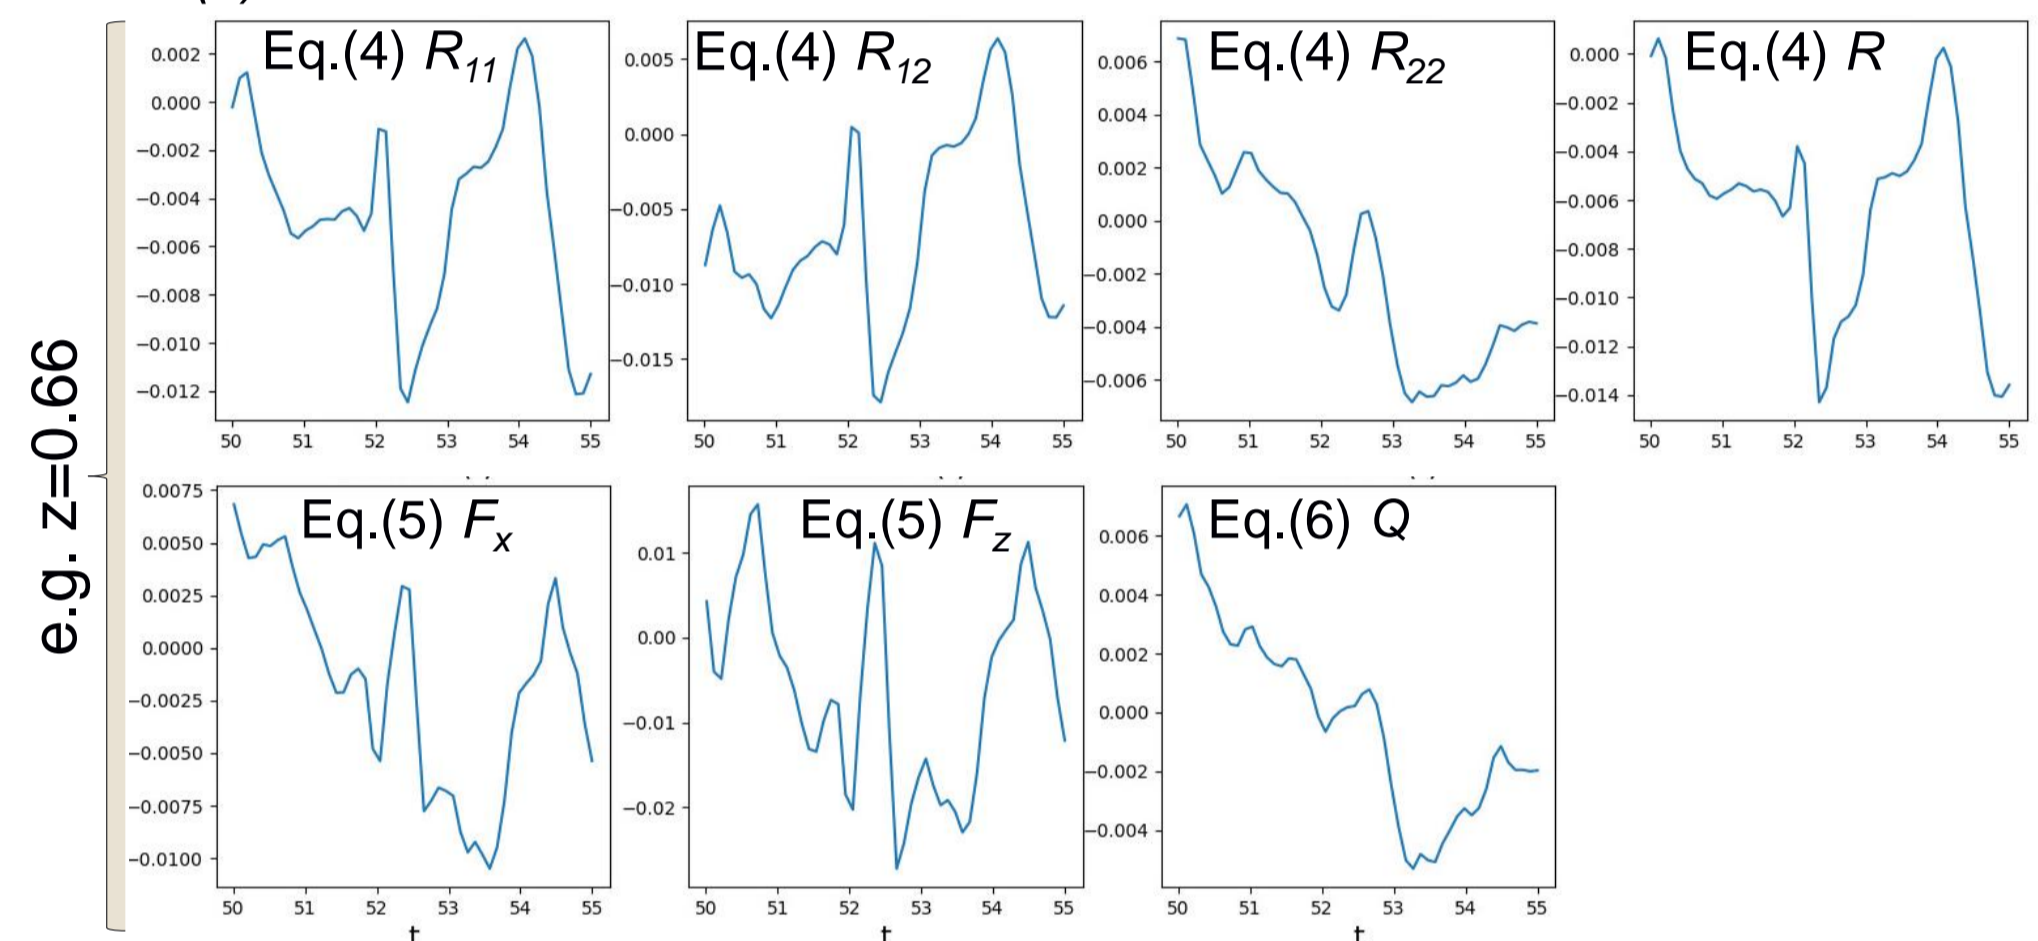 e.g. z=0.66
Eq.(4) R11
0.002
0.000
−0.002
−0.004
−0.006
−0.008
−0.010
−0.012
50 51 52 53 54 55
Eq.(4) R12
0.005
0.000
−0.005
−0.010
−0.015
50 51 52 53 54 55
Eq.(4) R22
0.006
0.004
0.002
0.000
−0.002
−0.004
−0.006
50 51 52 53 54 55
Eq.(4) R
0.000
−0.002
−0.004
−0.006
−0.008
−0.010
−0.012
−0.014
50 51 52 53 54 55
Eq.(5) Fx
0.0075
0.0050
0.0025
0.0000
−0.0025
−0.0050
−0.0075
−0.0100
50 51 52 53 54 55
t
Eq.(5) Fz
0.01
0.00
−0.01
−0.02
50 51 52 53 54 55
t
Eq.(6) Q
0.006
0.004
0.002
0.000
−0.002
−0.004
50 51 52 53 54 55
t